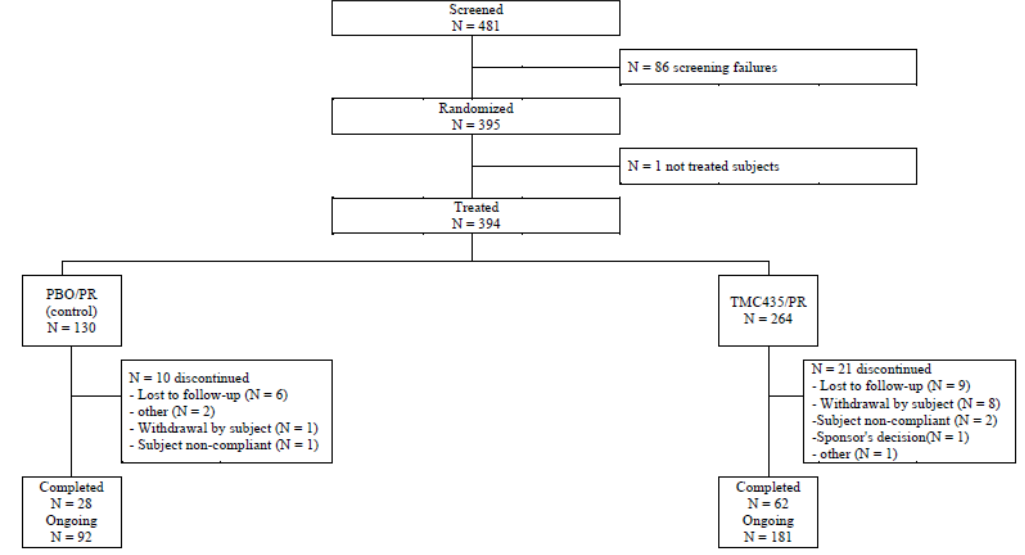 Screened
N = 481
N = 86 screening failures
Randomized
N = 395
N = 1 not treated subjects
Treated
N = 394
PBO/PR
(control)
N = 130
TMC435/PR
N = 264
N = 10 discontinued
- Lost to follow-up (N = 6)
- other (N = 2)
- Withdrawal by subject (N = 1)
- Subject non-compliant (N = 1)
N = 21 discontinued
- Lost to follow-up (N = 9)
- Withdrawal by subject (N = 8)
-Subject non-compliant (N = 2)
-Sponsor's decision(N = 1)
- other (N = 1)
Completed
N = 28
Ongoing
N = 92
Completed
N = 62
Ongoing
N = 181